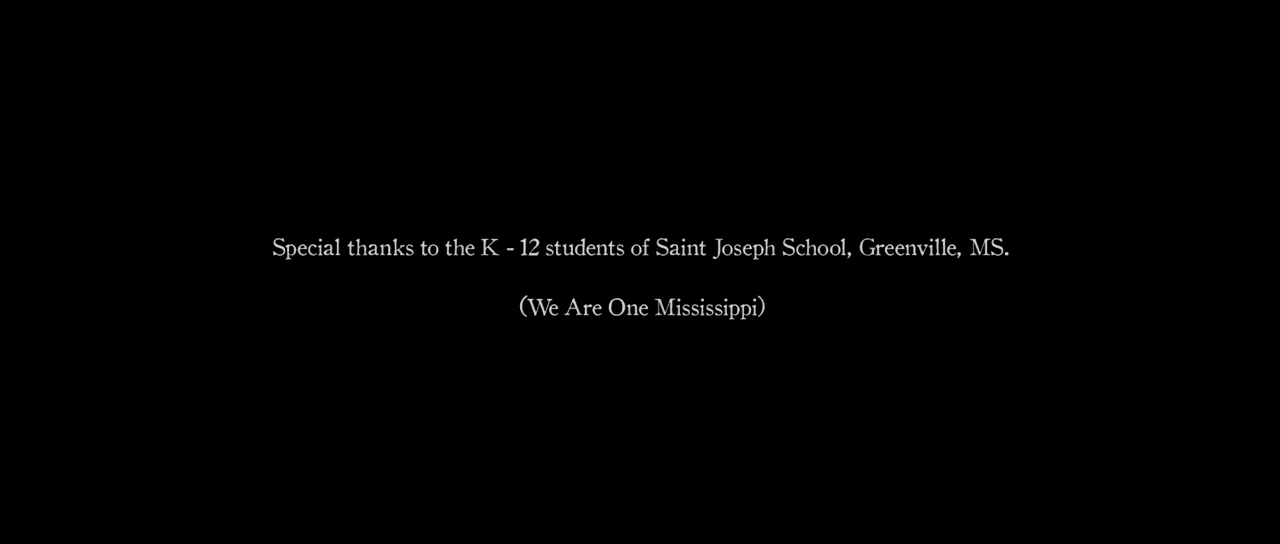 Special thanks to the K - 12 students of Saint Joseph School, Greenville, MS.
(We Are One Mississippi)